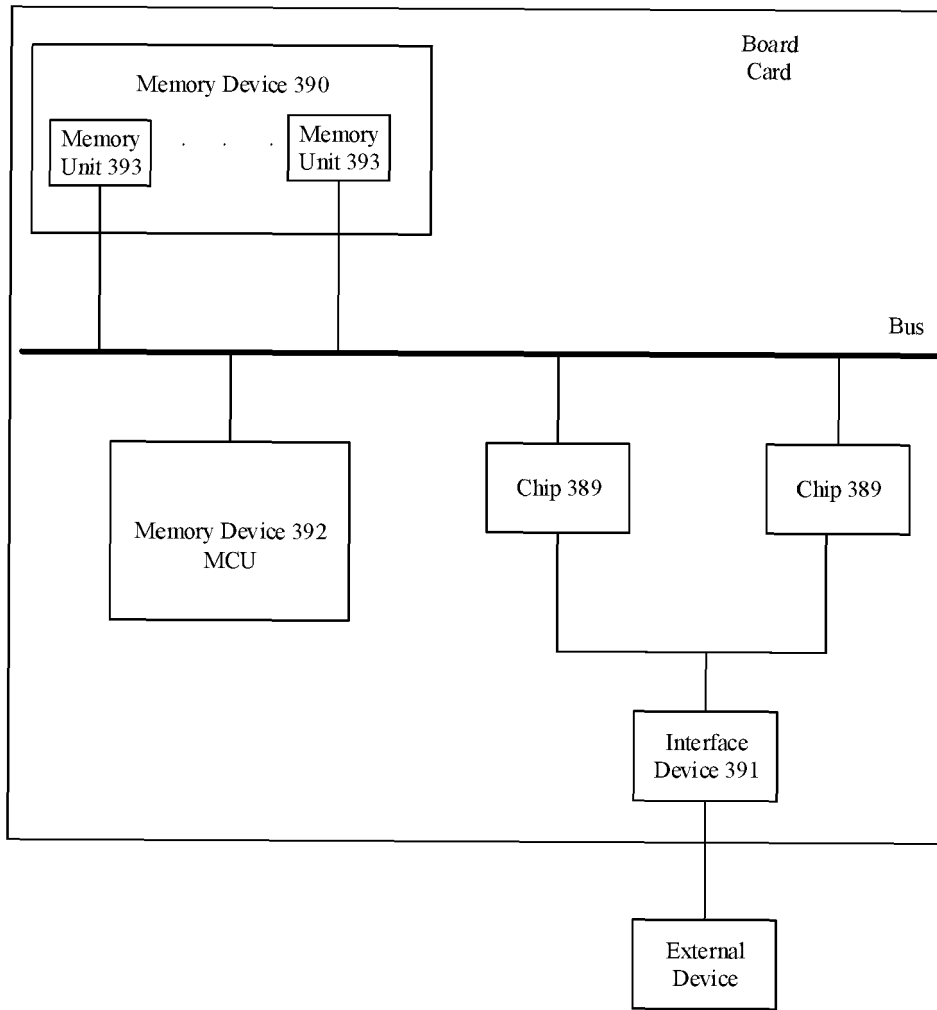 Board
Card
Memory Device 390
Memory
Unit 393
. . .
Memory
Unit 393
Bus
Memory Device 392
MCU
Chip 389
Chip 389
Interface
Device 391
External
Device